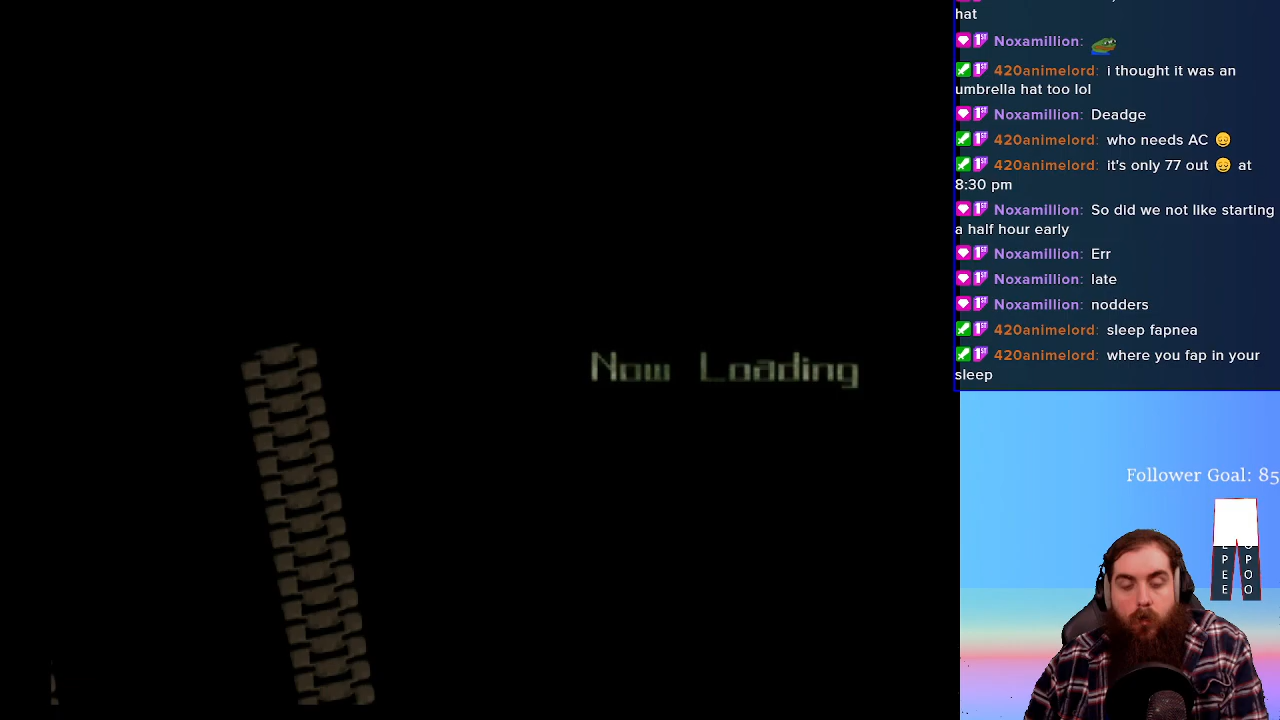 hat
Noxamillion:
420animelord: i thought it was an
umbrella hat too lol
Noxamillion: Deadge
420animelord: who needs AC 😔
420animelord: it's only 77 out 😔 at
8:30 pm
Noxamillion: So did we not like starting
a half hour early
Noxamillion: Err
Noxamillion: late
Noxamillion: nodders
420animelord: sleep fapnea
420animelord: where you fap in your
sleep
Now Loading
Follower Goal: 85
P P
E O
E O